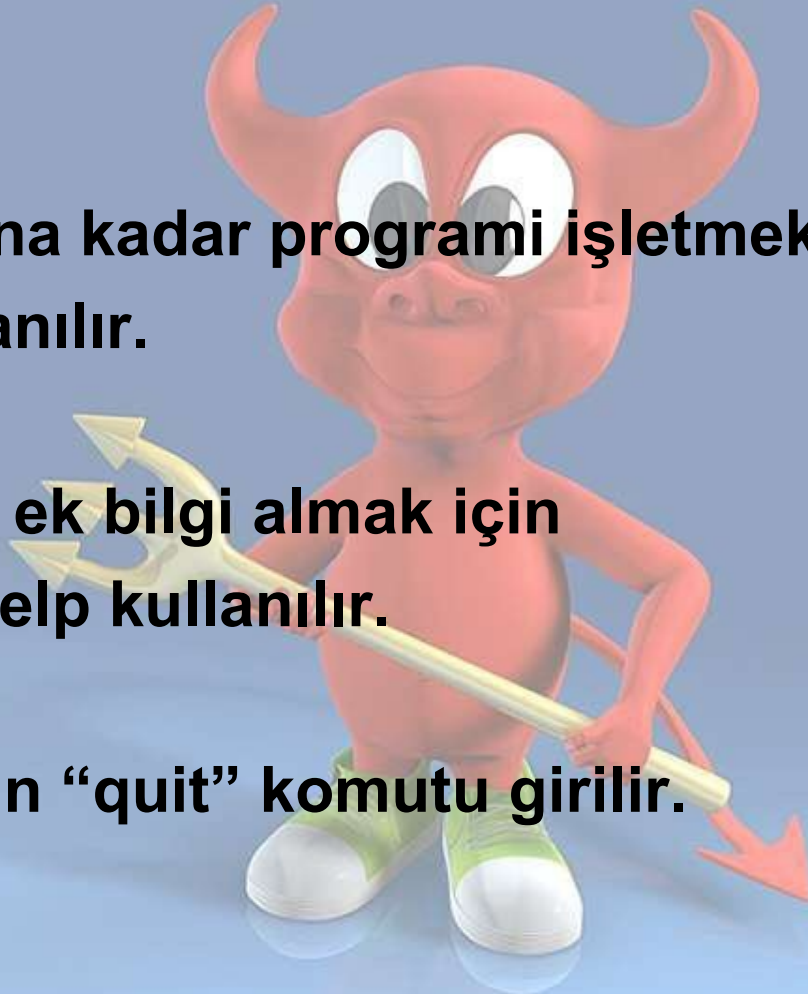 na kadar programi işletmek
anılır.
ek bilgi almak için
elp kullanılır.
n “quit” komutu girilir.